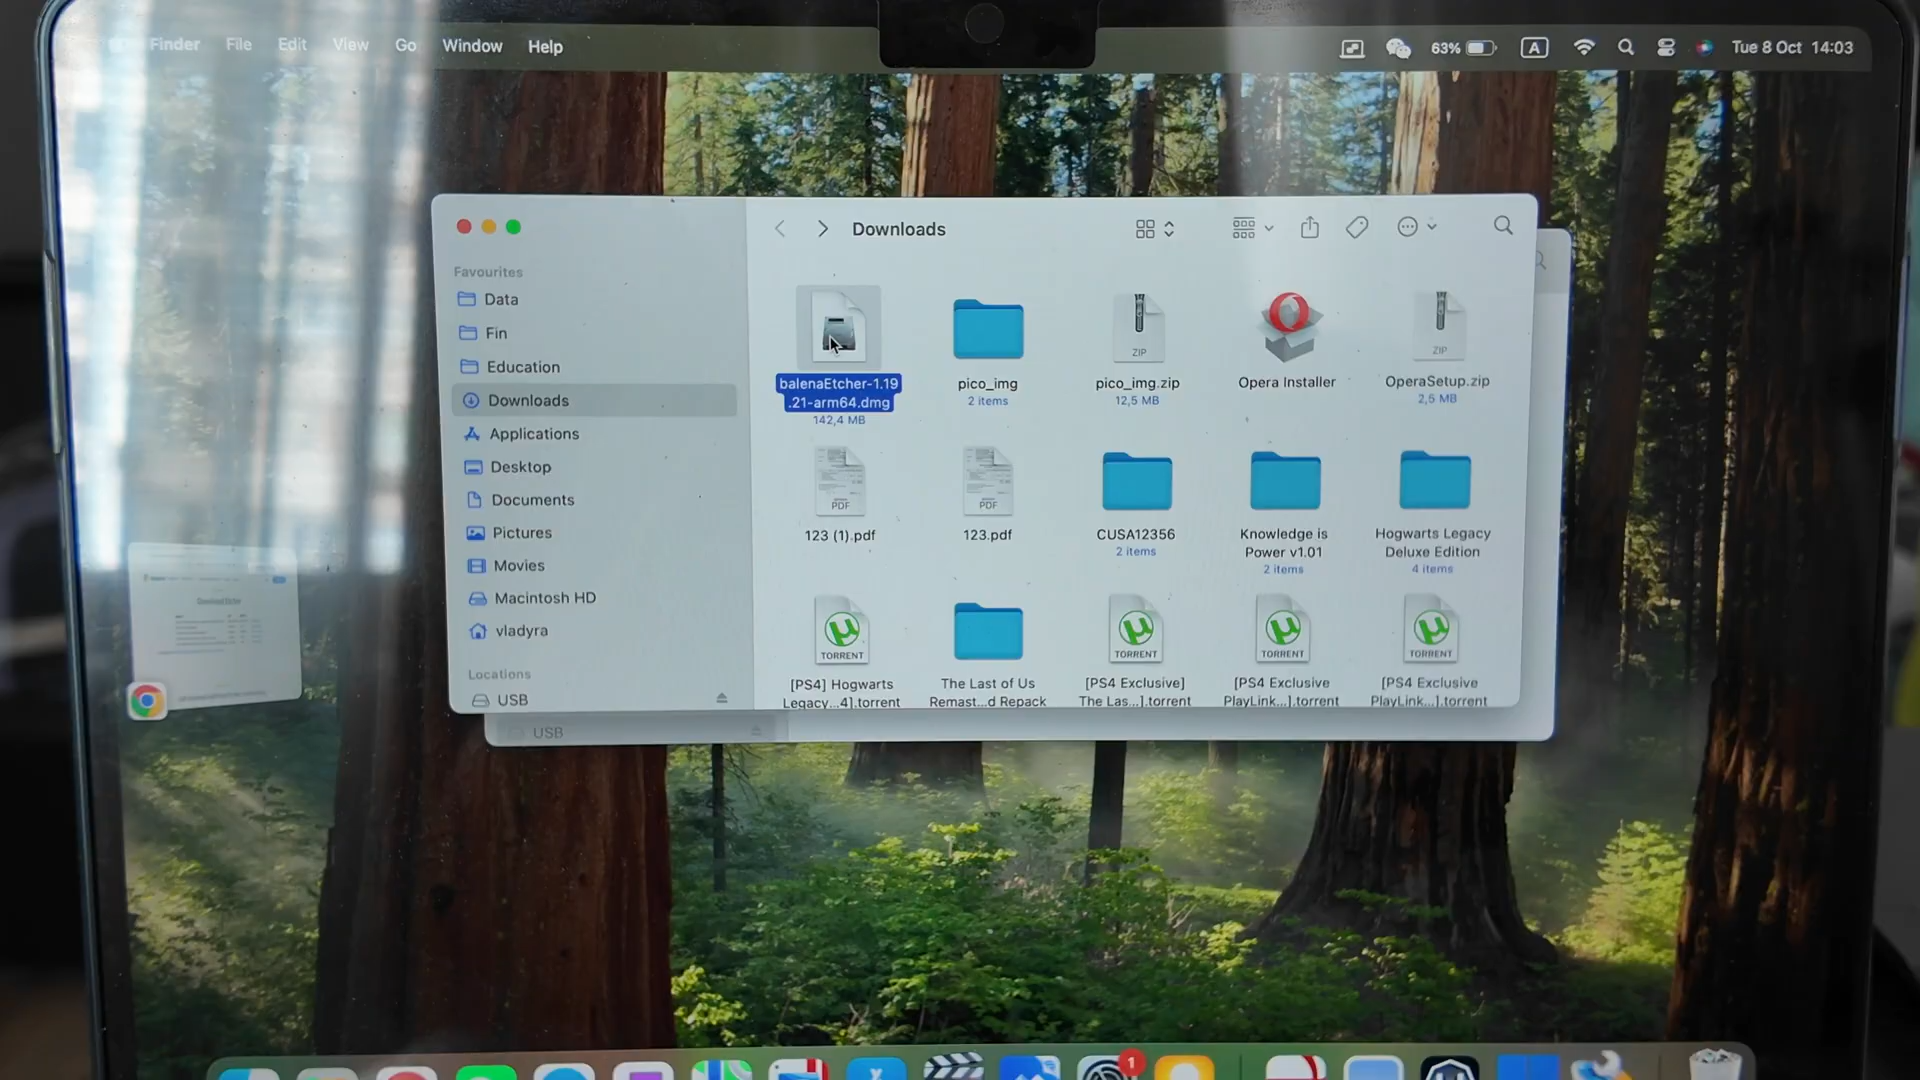 Finder File Edit View Go Window Help
63% A Tue 8 Oct 14:03
Downloads
Favourites
Data
Fin
Education
Downloads
Applications
Desktop
Documents
Pictures
Movies
Macintosh HD
vladyra
Locations
USB
USB
balenaEtcher-1.19
.21-arm64.dmg
142,4 MB
pico_img
2 items
ZIP
pico_img.zip
12,5 MB
Opera Installer
ZIP
OperaSetup.zip
2,5 MB
PDF
123 (1).pdf
PDF
123.pdf
CUSA12356
2 items
Knowledge is
Power v1.01
2 items
Hogwarts Legacy
Deluxe Edition
4 items
TORRENT
[PS4] Hogwarts
Legacy...4].torrent
The Last of Us
Remast...d Repack
TORRENT
[PS4 Exclusive]
The Las...].torrent
TORRENT
[PS4 Exclusive
PlayLink...].torrent
TORRENT
[PS4 Exclusive
PlayLink...].torrent
Download Etcher
1